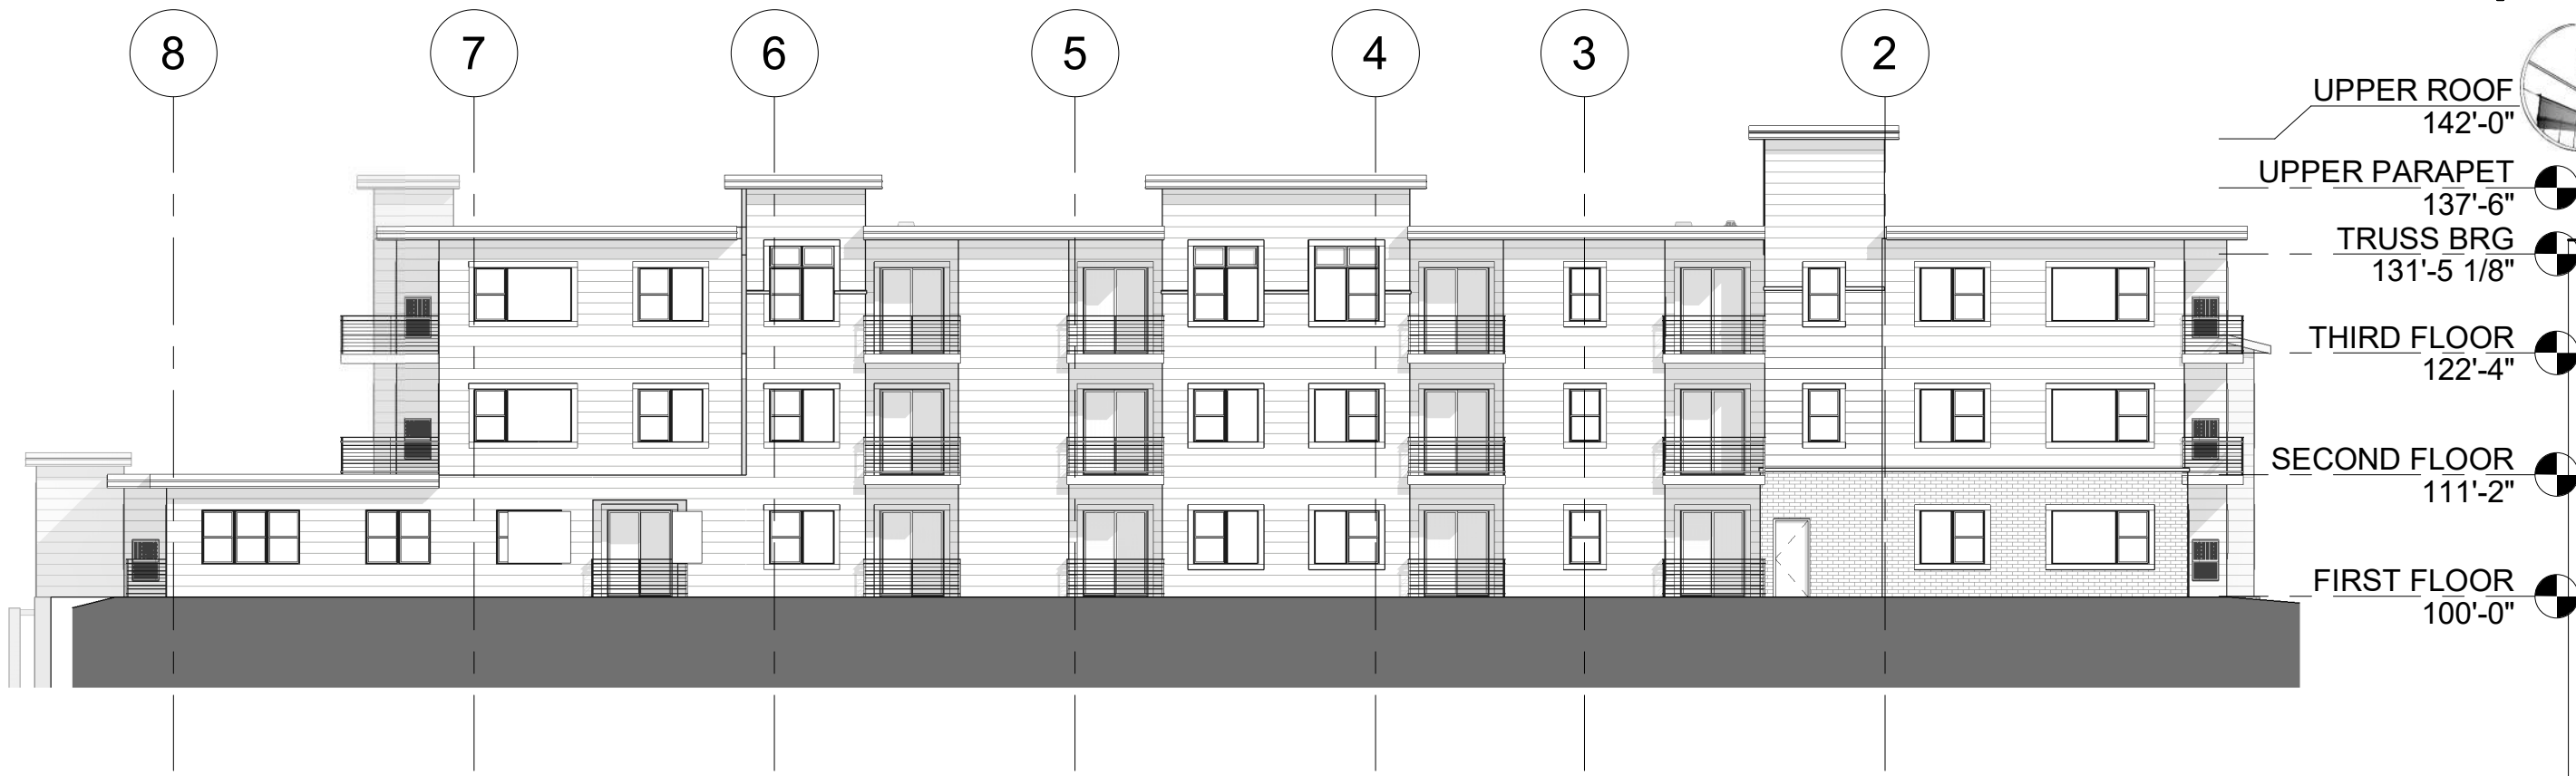 8 7 6 5 4 3 2
UPPER ROOF
142'-0"
UPPER PARAPET
137'-6"
TRUSS BRG
131'-5 1/8"
THIRD FLOOR
122'-4"
SECOND FLOOR
111'-2"
FIRST FLOOR
100'-0"